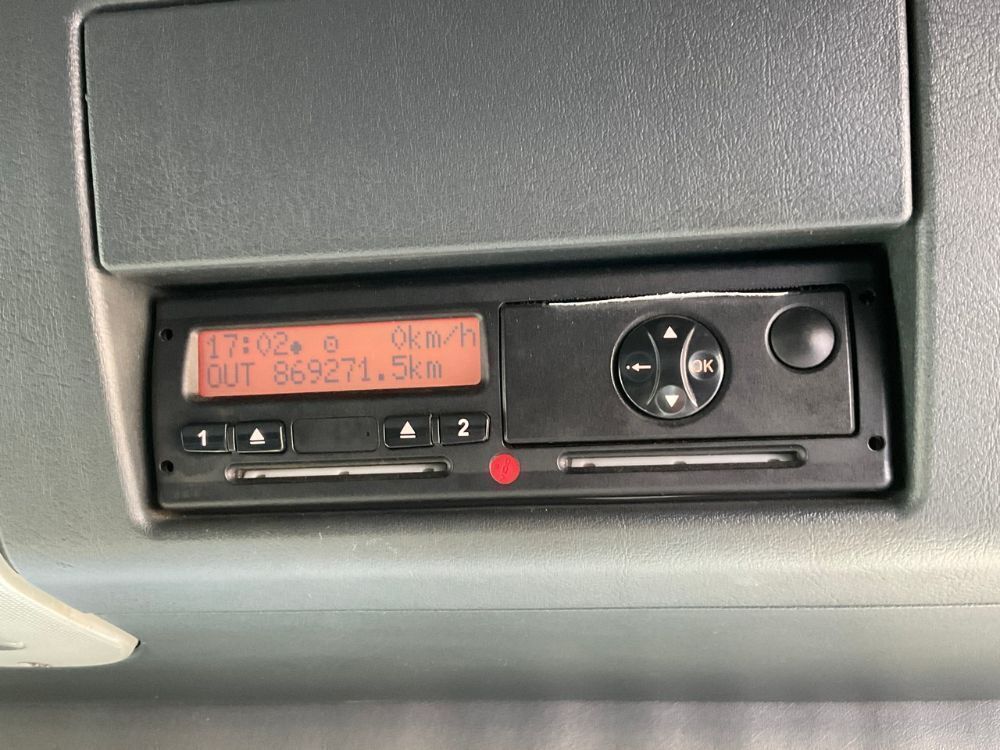 17:02● ⊙ 0km/h
OUT 869271.5km
1 ▲ ▲ 2
OK